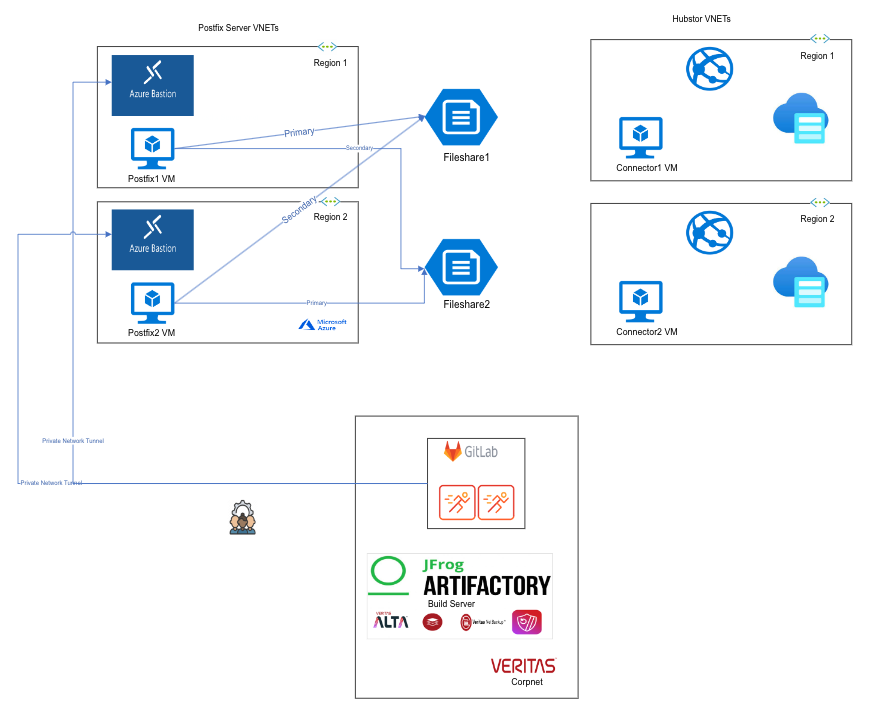 Postfix Server VNETs
Hubstor VNETs
Region 1
Azure Bastion
Postfix1 VM
Primary
Secondary
Fileshare1
Region 1
Connector1 VM
Secondary
Region 2
Azure Bastion
Postfix2 VM
Primary
Microsoft
Azure
Fileshare2
Region 2
Connector2 VM
Private Network Tunnel
Private Network Tunnel
GitLab
JFrog
ARTIFACTORY
Build Server
VERITAS
ALTA
Veritas NetBackup™
VERITAS
Corpnet